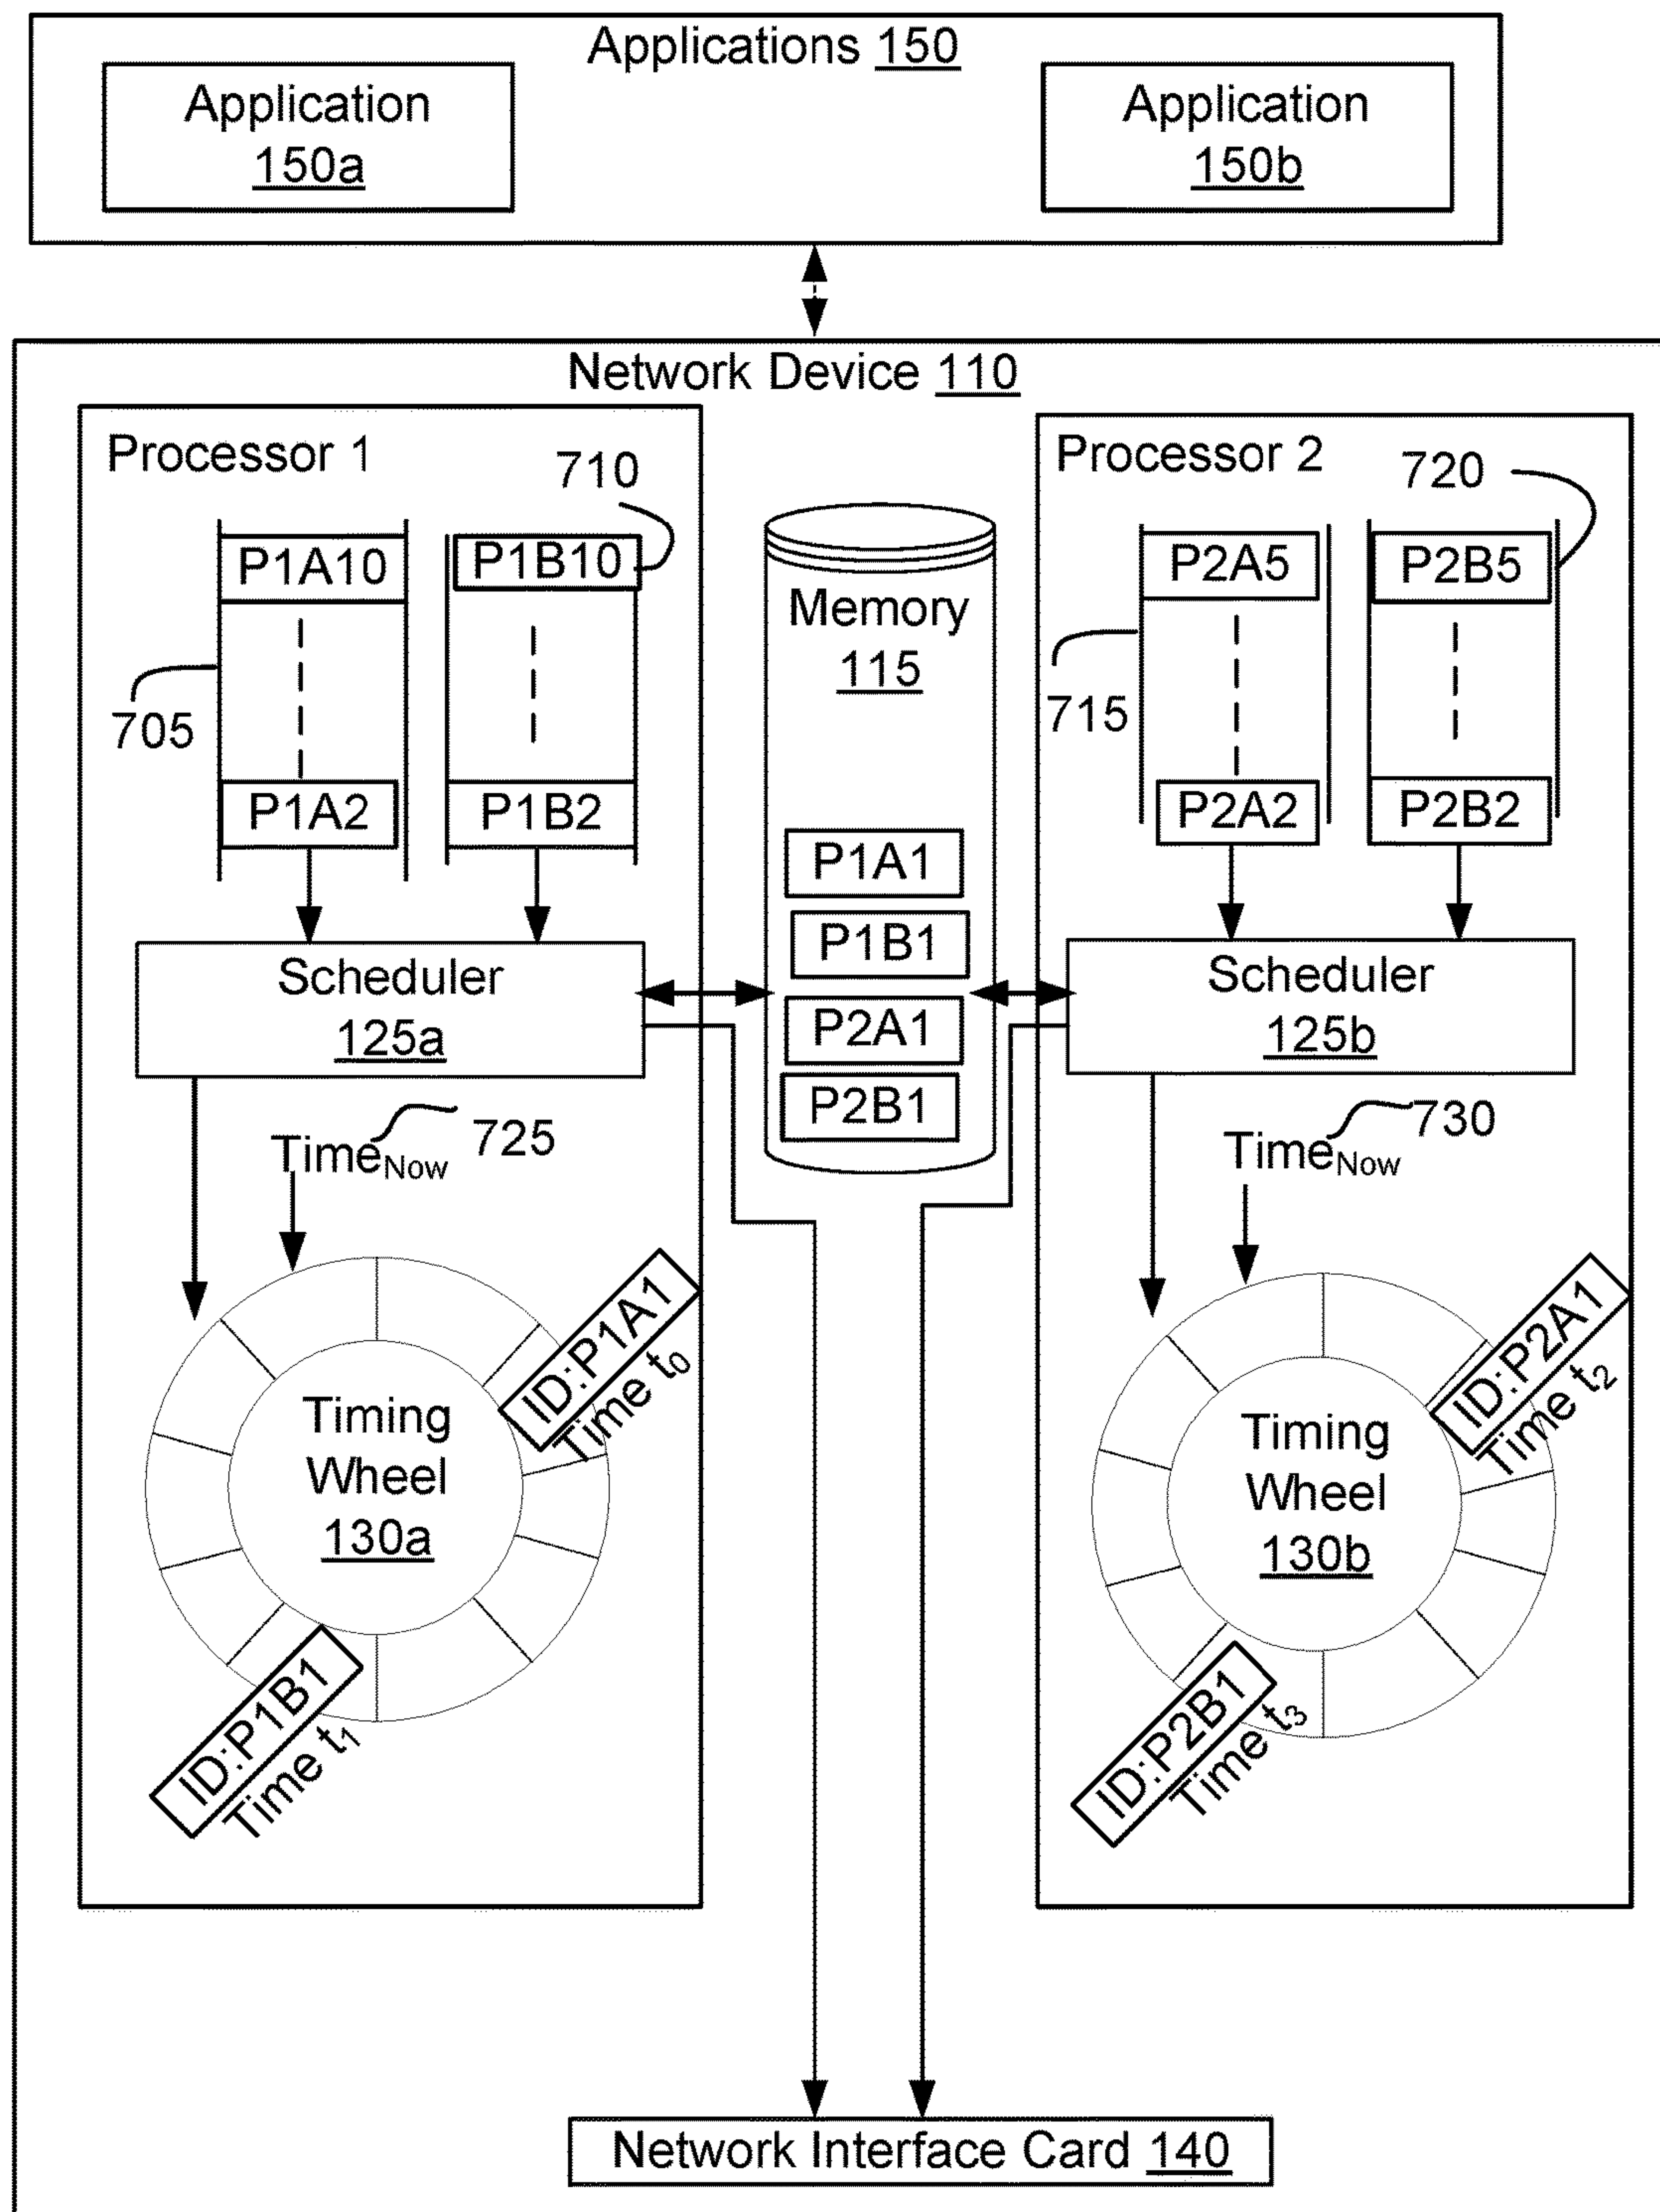 Applications 150
Application
150a
Application
150b
Network Device 110
Processor 1
710
P1A10
P1B10
705
P1A2
P1B2
Scheduler
125a
TimeNow
725
ID:P1A1
Time t0
Timing
Wheel
130a
ID:P1B1
Time t1
Memory
115
P1A1
P1B1
P2A1
P2B1
Processor 2
720
P2A5
P2B5
715
P2A2
P2B2
Scheduler
125b
TimeNow
730
ID:P2A1
Time t2
Timing
Wheel
130b
ID:P2B1
Time t3
Network Interface Card 140